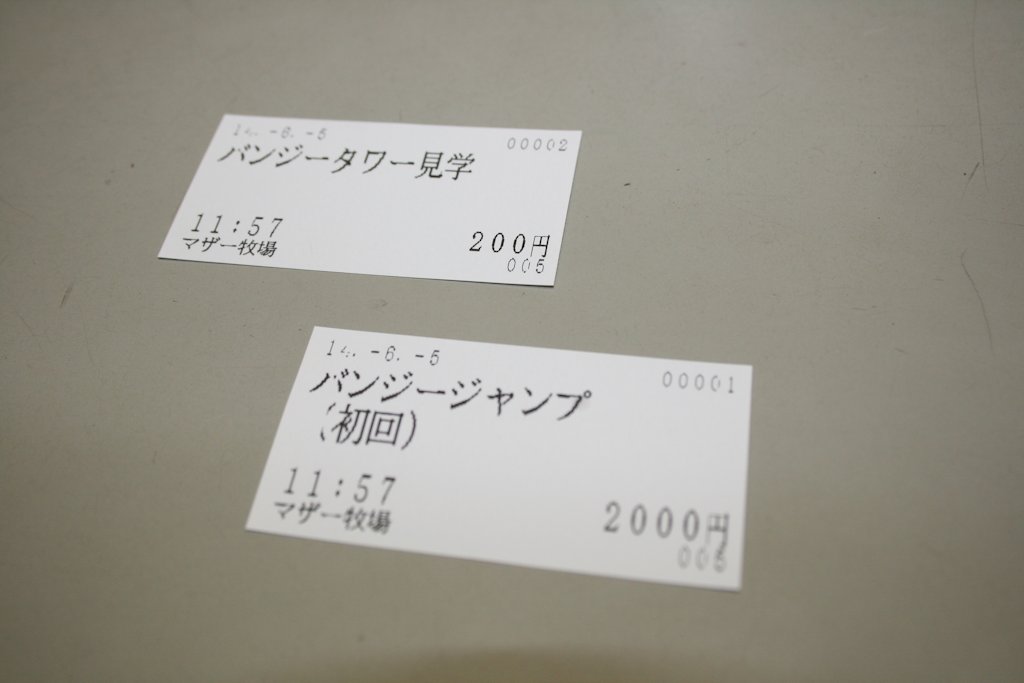 14. -6. -5
00002
バンジータワー見学
11:57
200円
マザー牧場
005
14. -6. -5
00001
バンジージャンプ
(初回)
11:57
2000円
マザー牧場
005